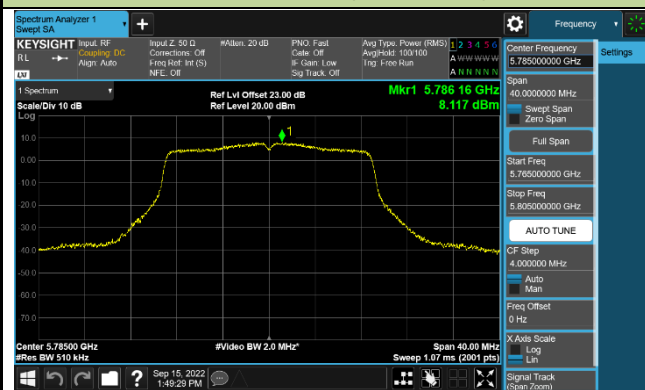 Spectrum Analyzer 1
Swept SA
Frequency
KEYSIGHT
RL
LXI
Input: RF
Coupling: DC
Align: Auto
Input Z: 50 Ω
Corrections: Off
Freq Ref: Int (S)
NFE: Off
#Atten: 20 dB
PNO: Fast
Gate: Off
IF Gain: Low
Sig Track: Off
Avg Type: Power (RMS)
Avg|Hold: 100/100
Trig: Free Run
1 2 3 4 5 6
A W W W W W
A N N N N N
1 Spectrum
Scale/Div 10 dB
Log
Ref Lvl Offset 23.00 dB
Ref Level 20.00 dBm
Mkr1 5.786 16 GHz
8.117 dBm
1
10.0
0.00
10.0
20.0
30.0
40.0
-50.0
60.0
70.0
Center 5.78500 GHz
#Res BW 510 kHz
#Video BW 2.0 MHz*
Span 40.00 MHz
Sweep 1.07 ms (2001 pts)
Sep 15, 2022
1:49:29 PM
Center Frequency
5.785000000 GHz
Settings
Span
40.0000000 MHz
Swept Span
Zero Span
Full Span
Start Freq
5.765000000 GHz
Stop Freq
5.805000000 GHz
AUTO TUNE
CF Step
4.000000 MHz
Auto
Man
Freq Offset
0 Hz
X Axis Scale
Log
Lin
Signal Track
(Span Zoom)